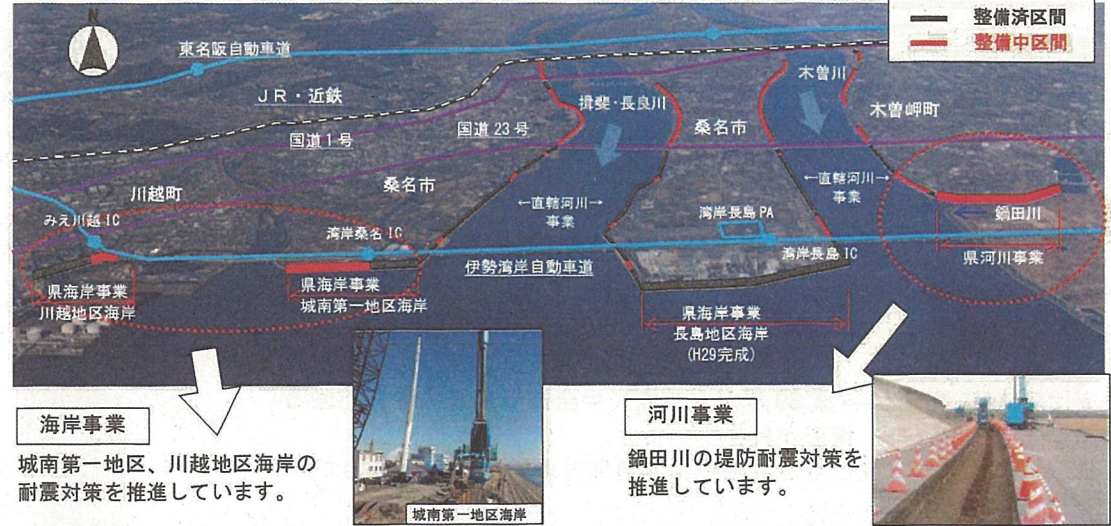 N
整備済区間
整備中区間
東名阪自動車道
JR・近鉄
国道1号
国道23号
揖斐・長良川
桑名市
木曽川
木曽岬町
川越町
桑名市
みえ川越IC
湾岸桑名IC
←直轄河川→
事業
←直轄河川→
事業
湾岸長島PA
湾岸長島IC
伊勢湾岸自動車道
鍋田川
県河川事業
県海岸事業
川越地区海岸
県海岸事業
城南第一地区海岸
県海岸事業
長島地区海岸
(H29完成)
海岸事業
城南第一地区、川越地区海岸の
耐震対策を推進しています。
城南第一地区海岸
河川事業
鍋田川の堤防耐震対策を
推進しています。